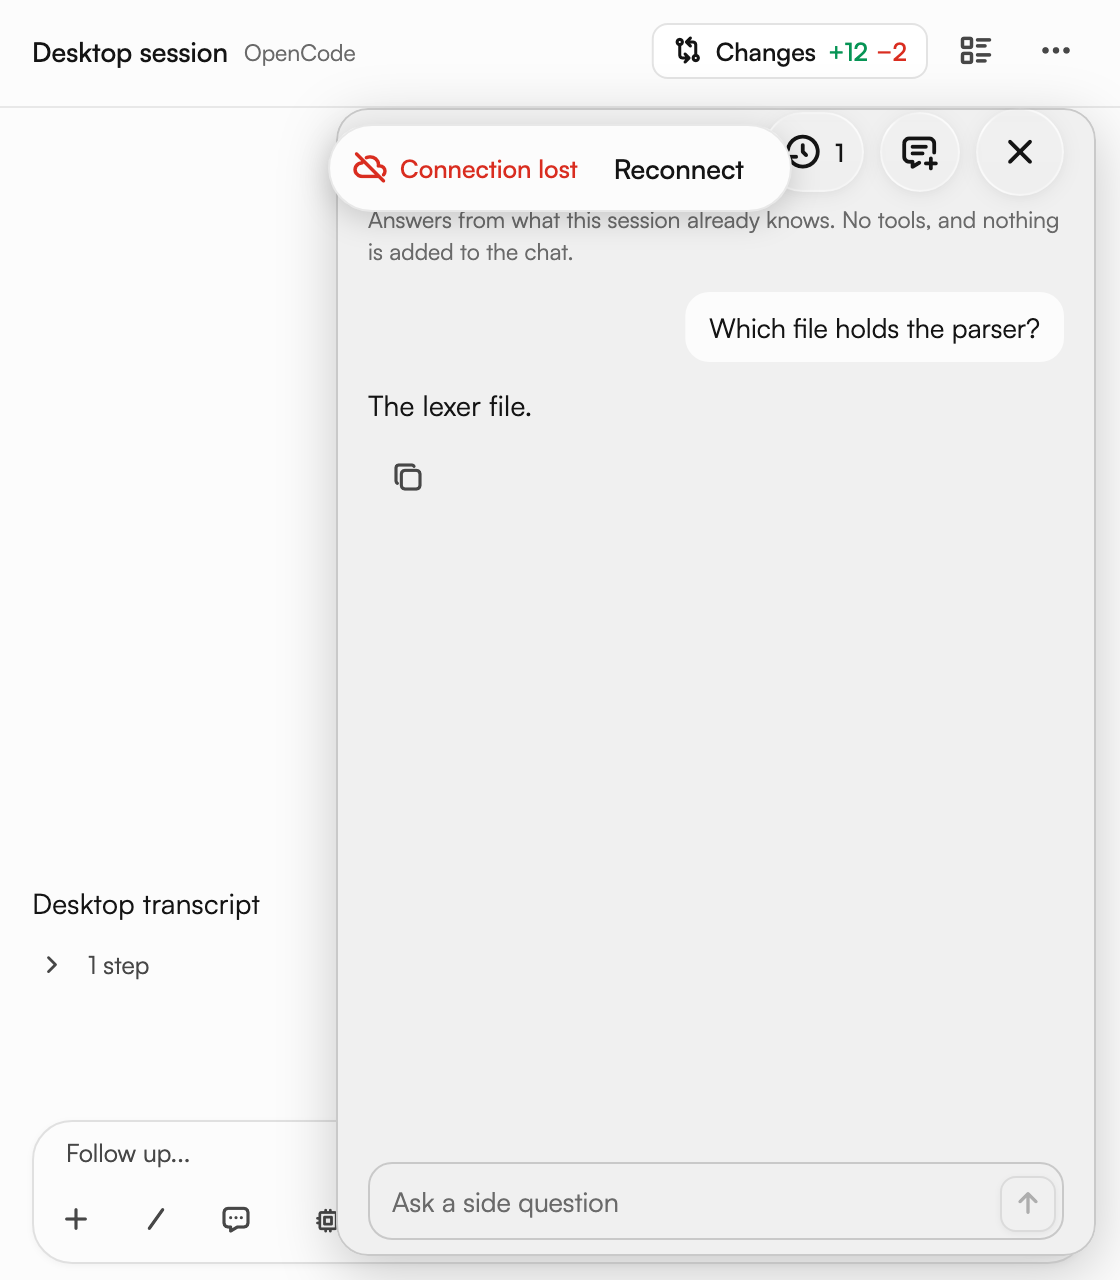 Desktop session OpenCode
Changes +12 −2
Connection lost Reconnect
1
Answers from what this session already knows. No tools, and nothing
is added to the chat.
Which file holds the parser?
The lexer file.
Desktop transcript
1 step
Follow up...
Ask a side question